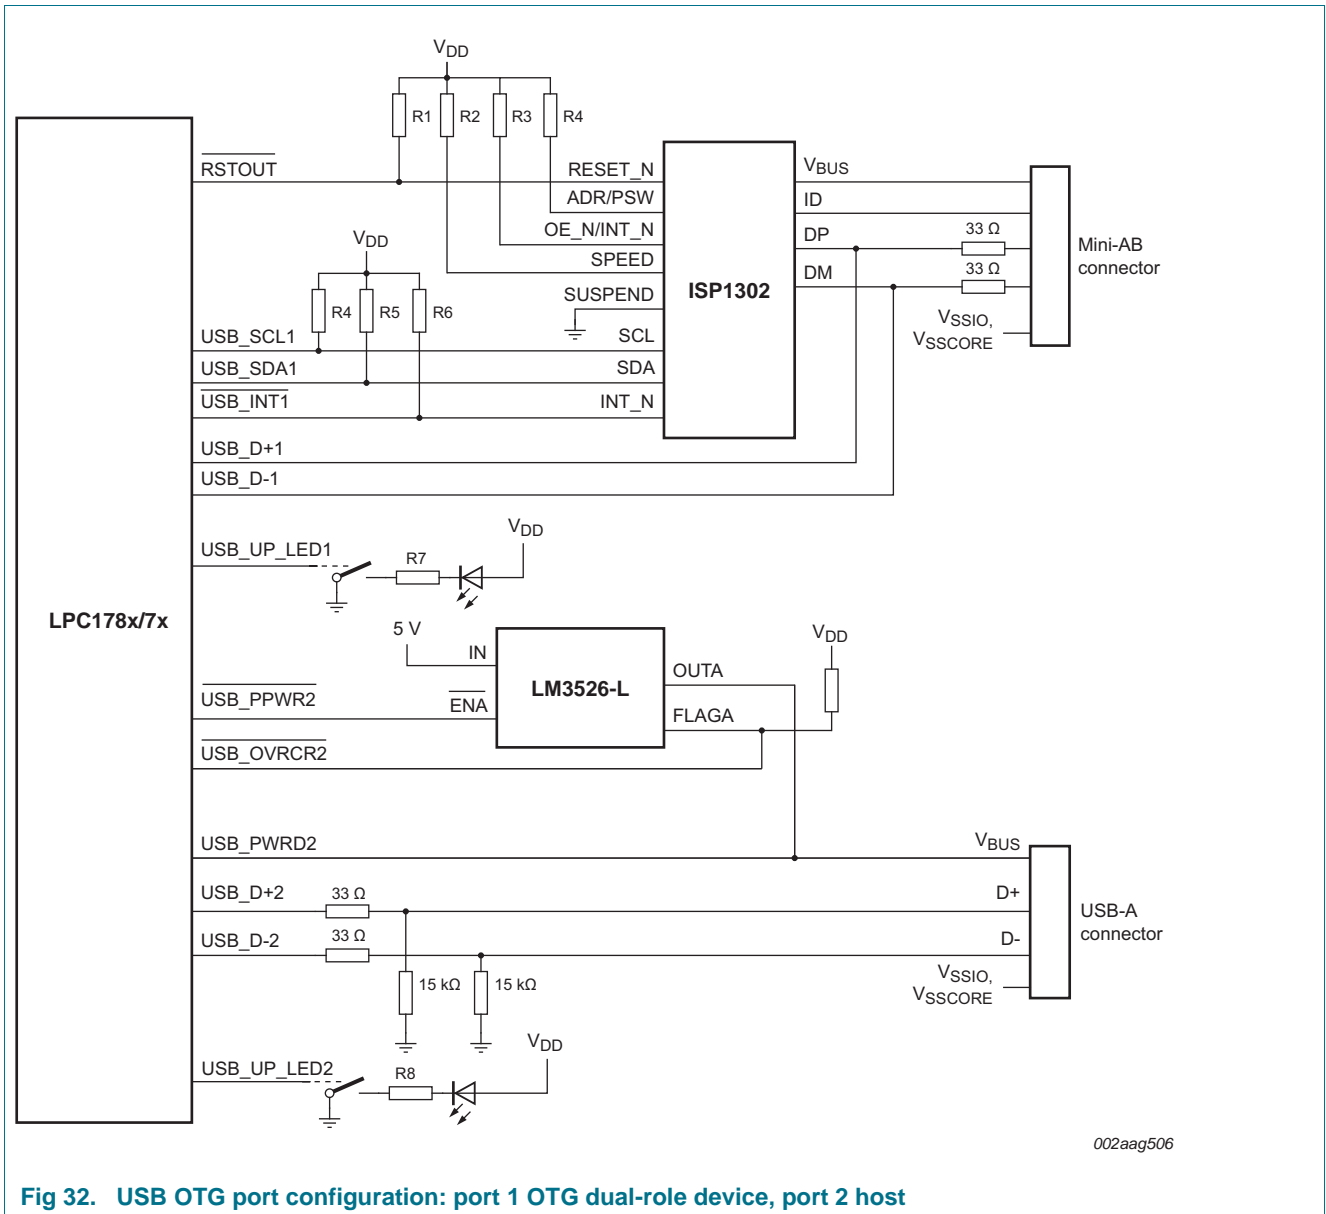 VDD
R1 R2 R3 R4
RSTOUT
RESET_N
VBUS
ADR/PSW
ID
OE_N/INT_N
DP
33 Ω
Mini-AB
connector
VDD
SPEED
DM
33 Ω
ISP1302
SUSPEND
R4 R5 R6
VSSIO,
VSSCORE
USB_SCL1
SCL
USB_SDA1
SDA
USB_INT1
INT_N
USB_D+1
USB_D-1
VDD
USB_UP_LED1
R7
LPC178x/7x
5 V
VDD
IN
OUTA
LM3526-L
USB_PPWR2
ENA
FLAGA
USB_OVRCR2
USB_PWRD2
VBUS
USB_D+2
33 Ω
D+
USB-A
connector
USB_D-2
33 Ω
D-
15 kΩ
15 kΩ
VSSIO,
VSSCORE
VDD
USB_UP_LED2
R8
002aag506
Fig 32. USB OTG port configuration: port 1 OTG dual-role device, port 2 host